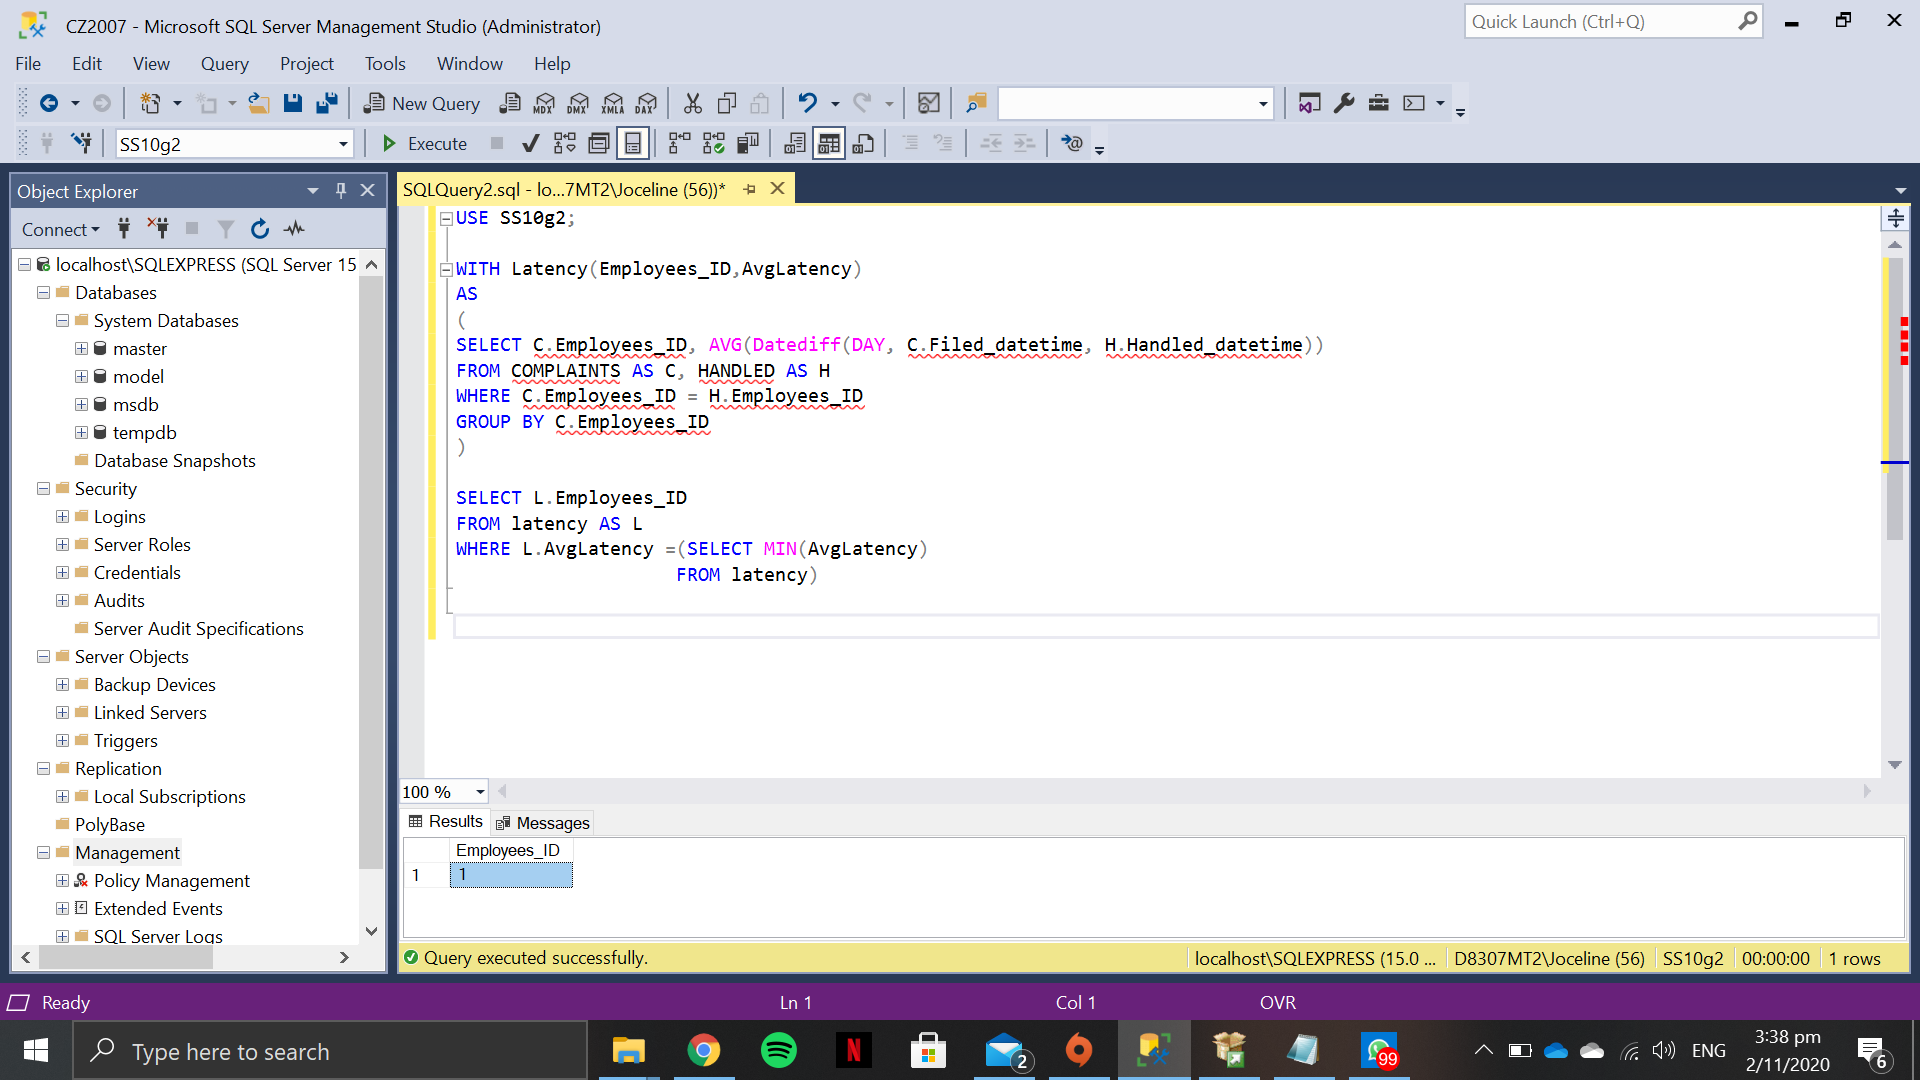 CZ2007 - Microsoft SQL Server Management Studio (Administrator)
Quick Launch (Ctrl+Q)
File Edit View Query Project Tools Window Help
New Query MDX DMX XMLA DAX
SS10g2 Execute
Object Explorer
SQLQuery2.sql - lo...7MT2\Joceline (56))*
Connect
localhost\SQLEXPRESS (SQL Server 15
Databases
System Databases
master
model
msdb
tempdb
Database Snapshots
Security
Logins
Server Roles
Credentials
Audits
Server Audit Specifications
Server Objects
Backup Devices
Linked Servers
Triggers
Replication
Local Subscriptions
PolyBase
Management
Policy Management
Extended Events
SQL Server Logs
USE SS10g2;
WITH Latency(Employees_ID,AvgLatency)
AS
(
SELECT C.Employees_ID, AVG(Datediff(DAY, C.Filed_datetime, H.Handled_datetime))
FROM COMPLAINTS AS C, HANDLED AS H
WHERE C.Employees_ID = H.Employees_ID
GROUP BY C.Employees_ID
)
SELECT L.Employees_ID
FROM latency AS L
WHERE L.AvgLatency =(SELECT MIN(AvgLatency)
FROM latency)
100 %
Results Messages
Employees_ID
1 1
Query executed successfully.
localhost\SQLEXPRESS (15.0 ... D8307MT2\Joceline (56) SS10g2 00:00:00 1 rows
Ready Ln 1 Col 1 OVR
Type here to search
N
2
99
ENG
3:38 pm
2/11/2020
6